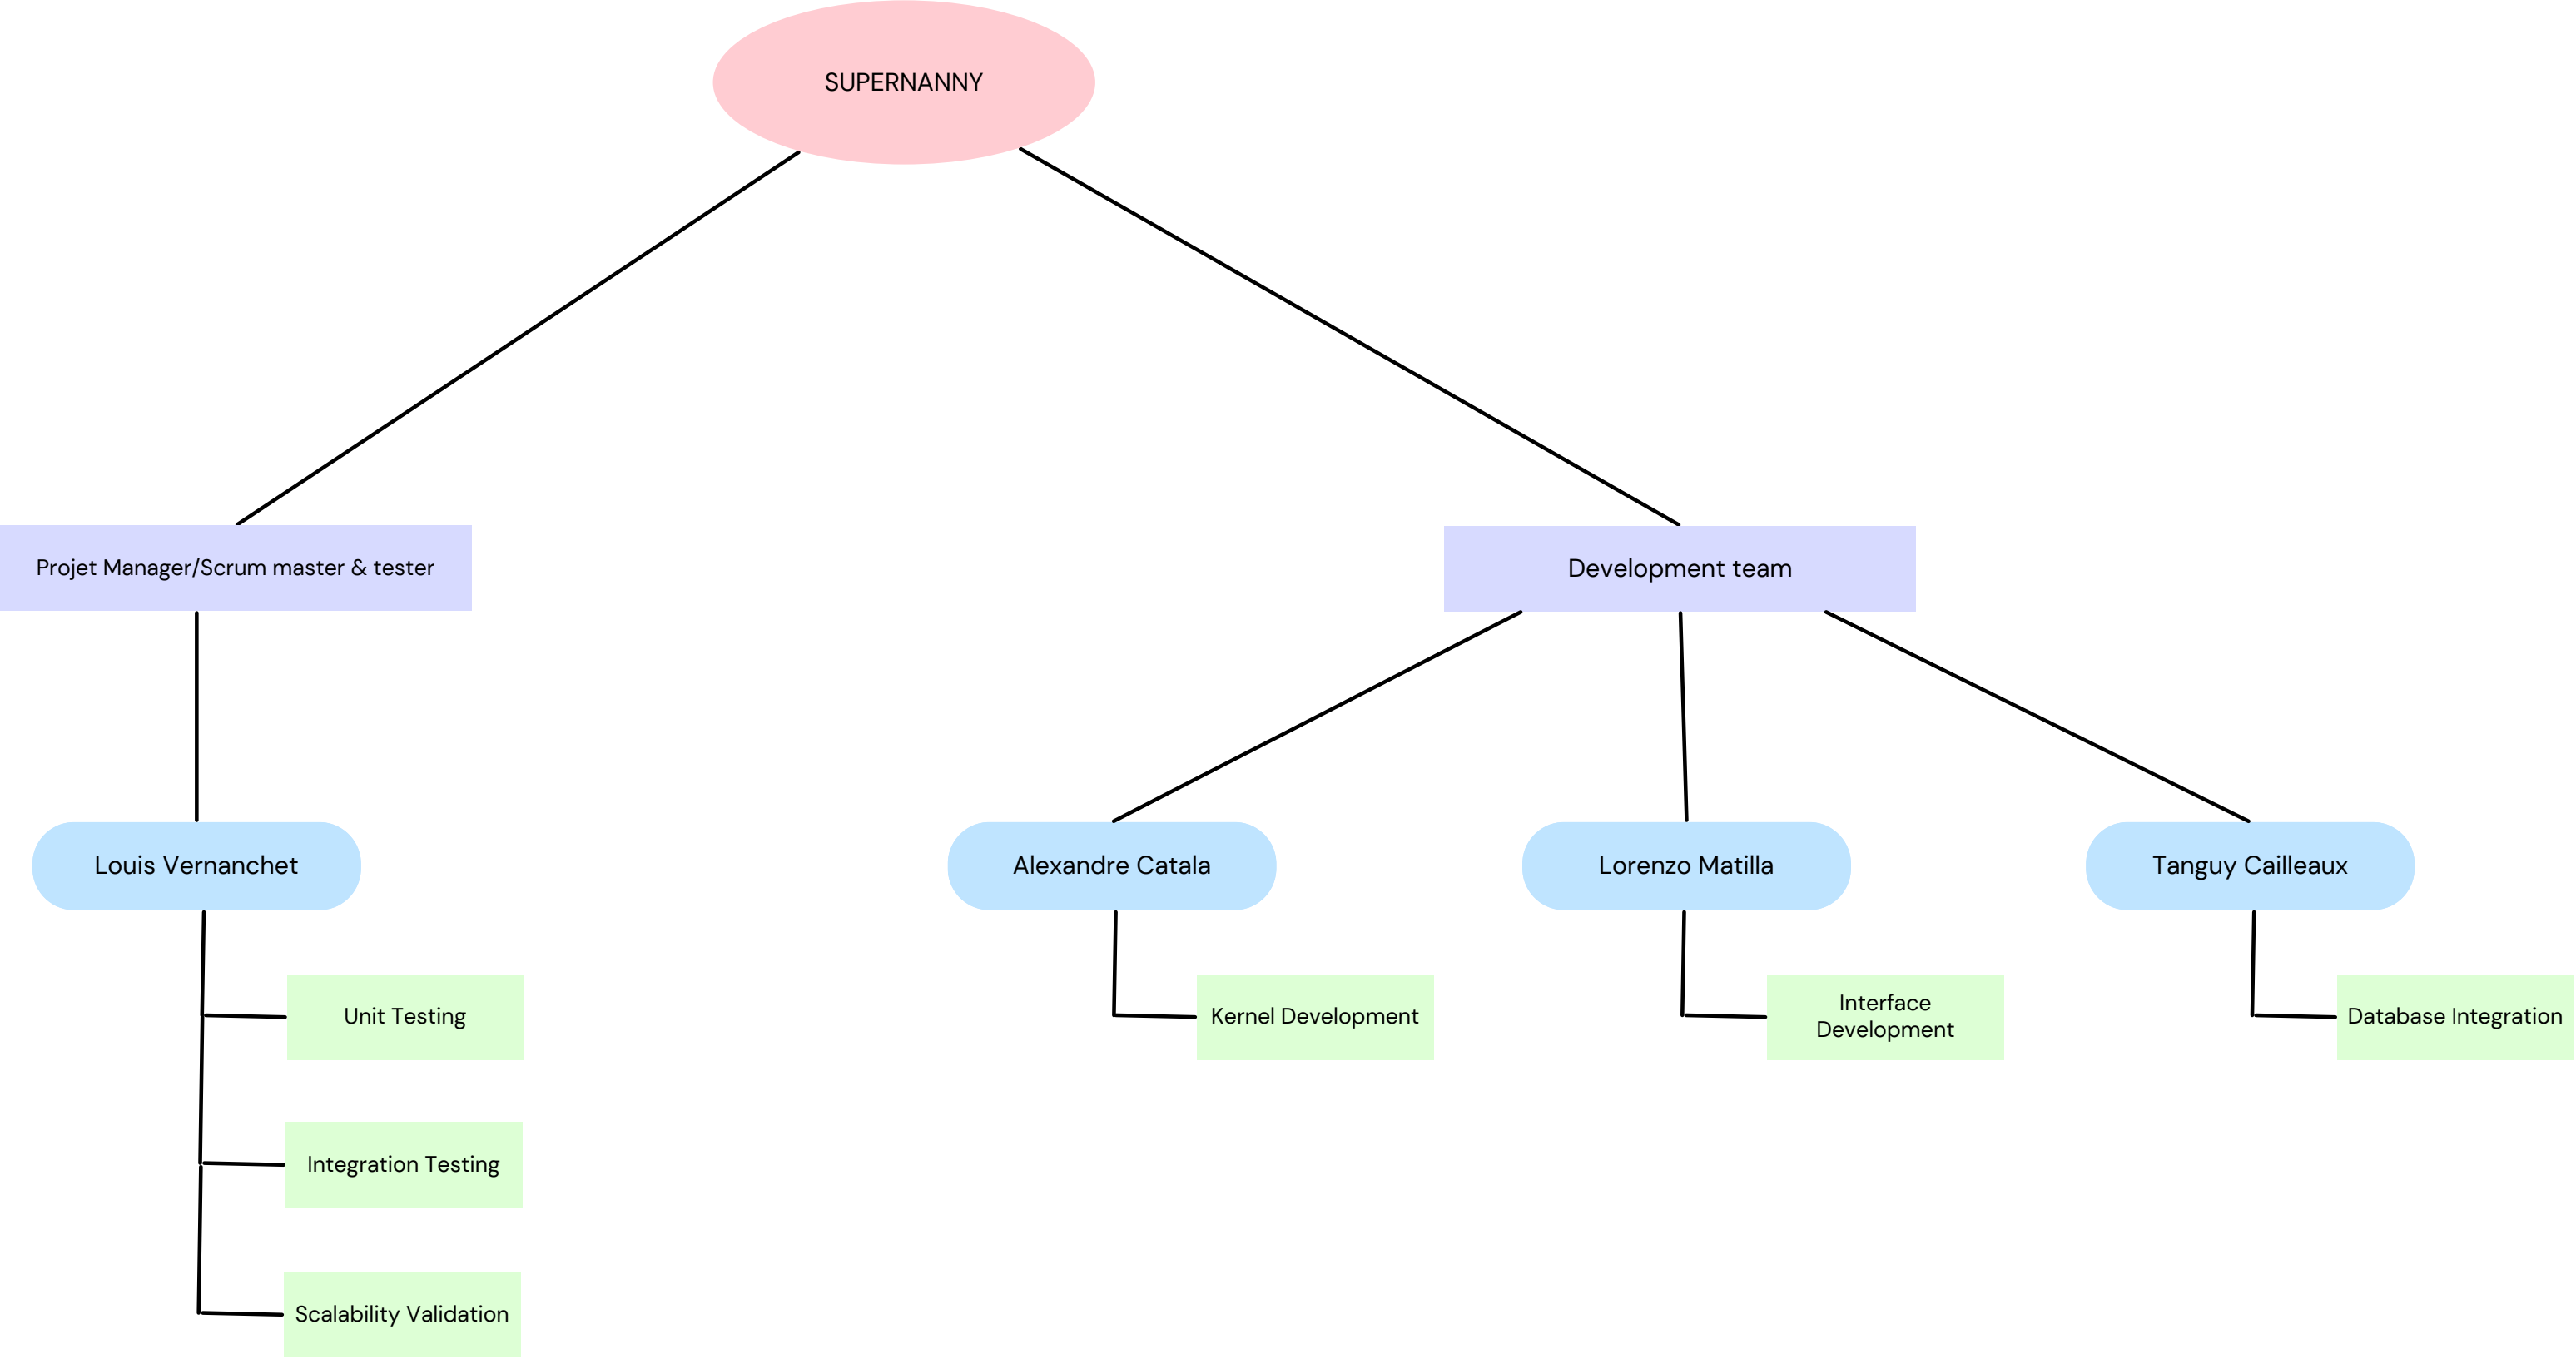 SUPERNANNY
Projet Manager/Scrum master & tester
Development team
Louis Vernanchet
Alexandre Catala
Lorenzo Matilla
Tanguy Cailleaux
Unit Testing
Kernel Development
Interface
Development
Database Integration
Integration Testing
Scalability Validation